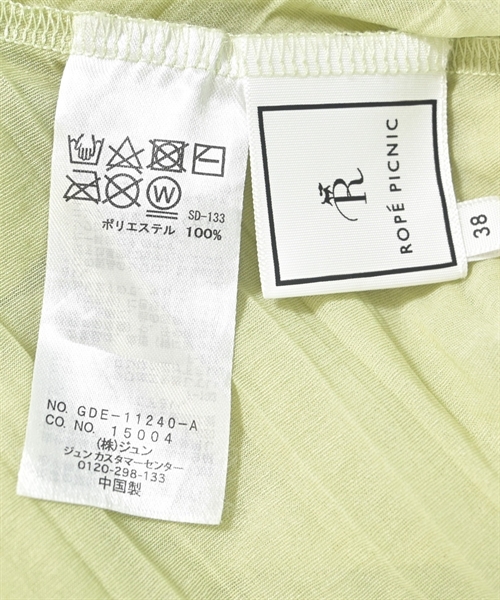 W
SD-133
ポリエステル 100%
NO. GDE-11240-A
CO. NO. 15004
(株)ジュン
ジュン カスタマーセンター
0120-298-133
中国製
R
ROPÉ PICNIC
38